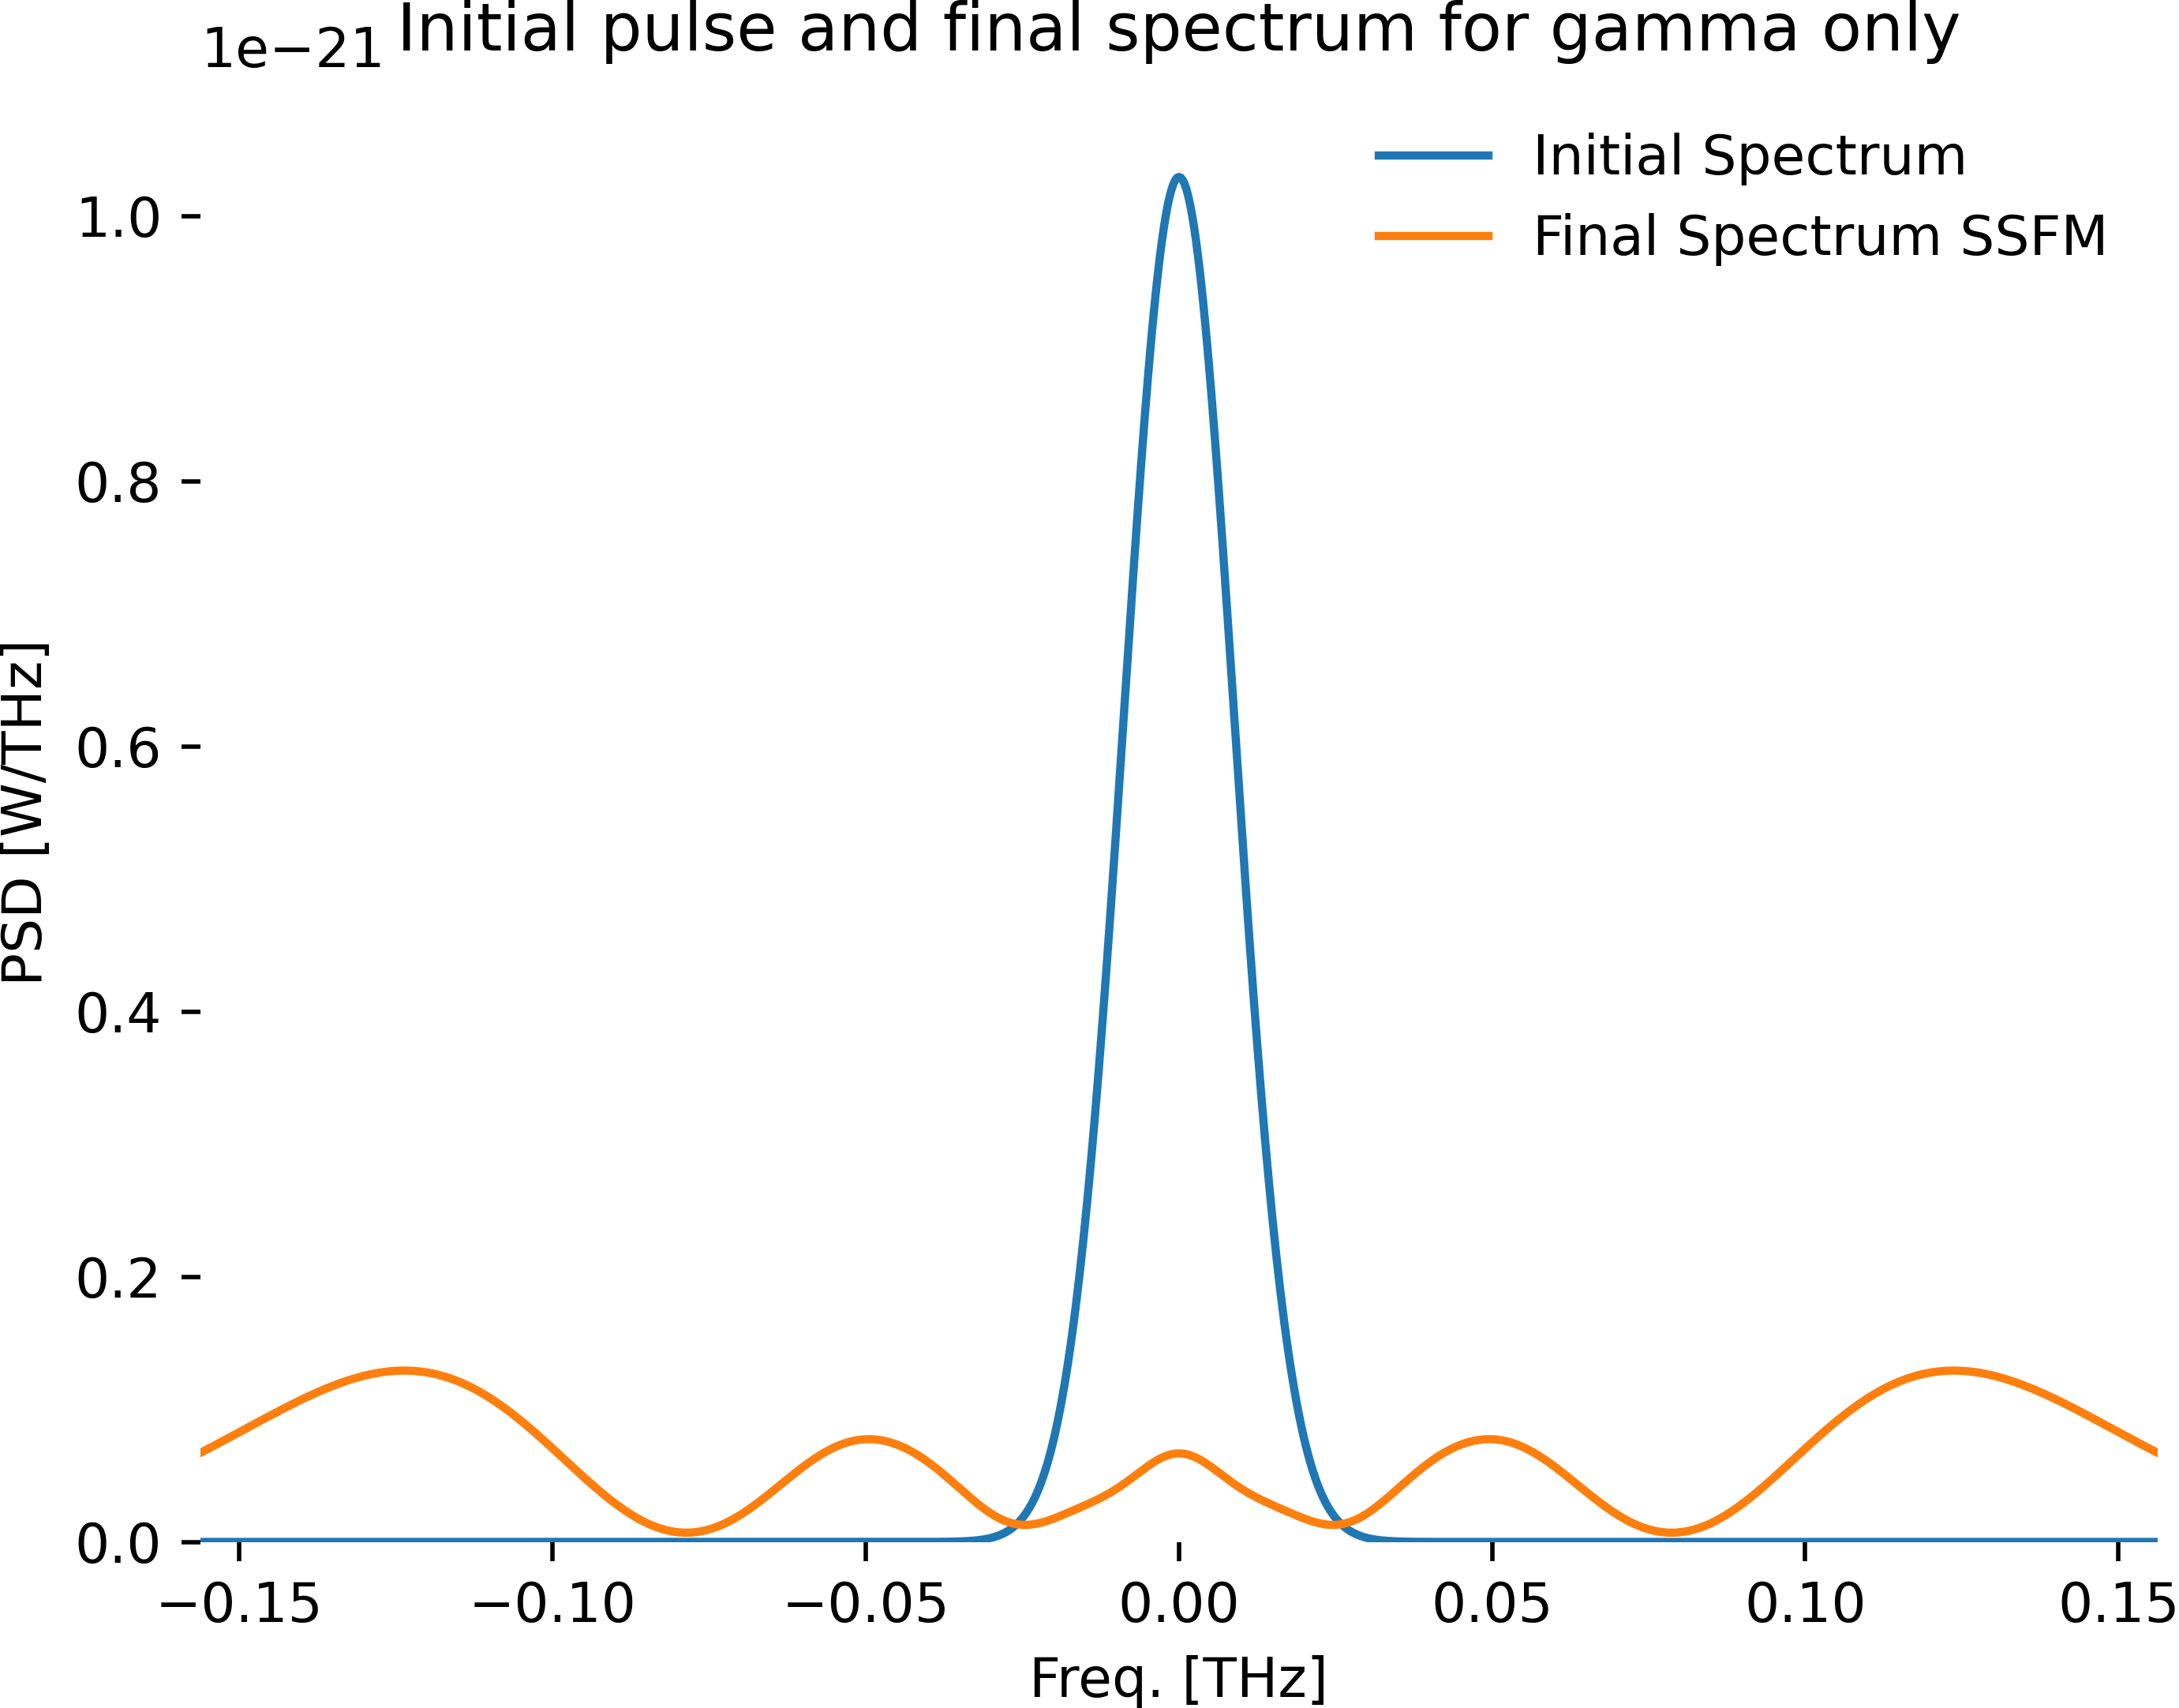 Initial pulse and final spectrum for gamma only
1e−21
Initial Spectrum
Final Spectrum SSFM
PSD [W/THz]
1.0
0.8
0.6
0.4
0.2
0.0
−0.15 −0.10 −0.05 0.00 0.05 0.10 0.15
Freq. [THz]